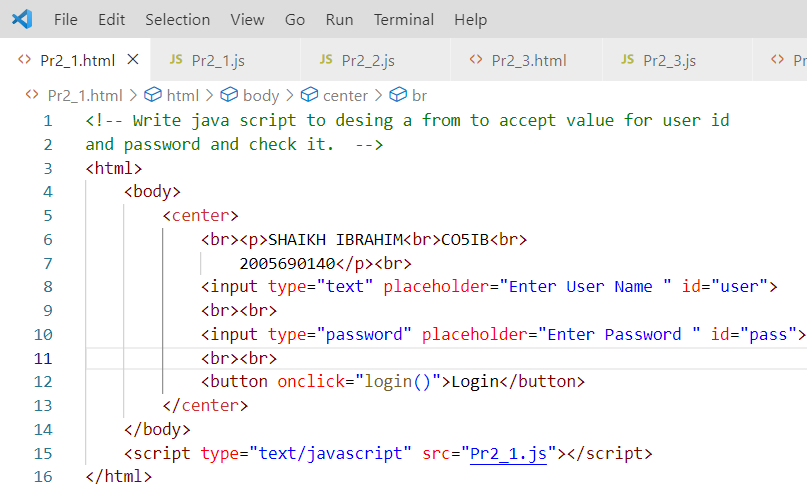 File Edit Selection View Go Run Terminal Help
<> Pr2_1.html × JS Pr2_1.js JS Pr2_2.js <> Pr2_3.html JS Pr2_3.js <> Pr
<> Pr2_1.html > html > body > center > br
1 <!-- Write java script to desing a from to accept value for user id
2 and password and check it.  -->
3 <html>
4     <body>
5         <center>
6             <br><p>SHAIKH IBRAHIM<br>CO5IB<br>
7                 2005690140</p><br>
8             <input type="text" placeholder="Enter User Name " id="user">
9             <br><br>
10             <input type="password" placeholder="Enter Password " id="pass">
11             <br><br>
12             <button onclick="login()">Login</button>
13         </center>
14     </body>
15     <script type="text/javascript" src="Pr2_1.js"></script>
16 </html>